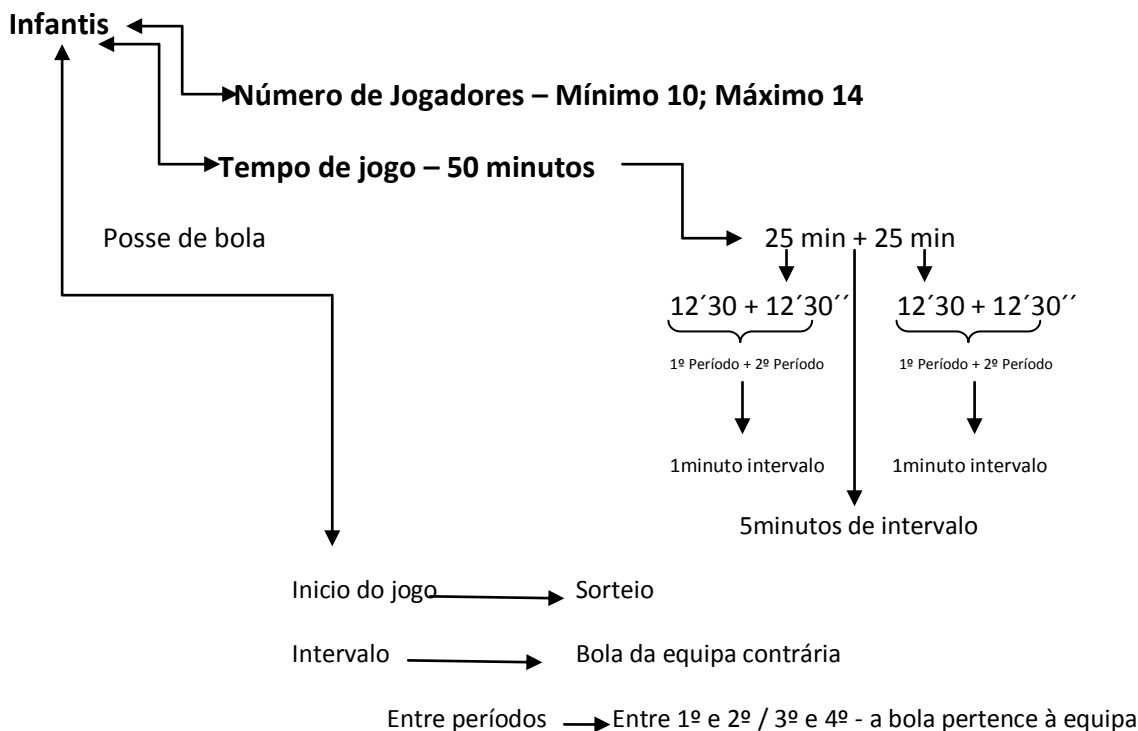 Infantis
Número de Jogadores – Mínimo 10; Máximo 14
Tempo de jogo – 50 minutos
Posse de bola
25 min + 25 min
12´30 + 12´30´´
12´30 + 12´30´´
1º Período + 2º Período
1º Período + 2º Período
1minuto intervalo
1minuto intervalo
5minutos de intervalo
Inicio do jogo
Sorteio
Intervalo
Bola da equipa contrária
Entre períodos
Entre 1º e 2º / 3º e 4º - a bola pertence à equipa